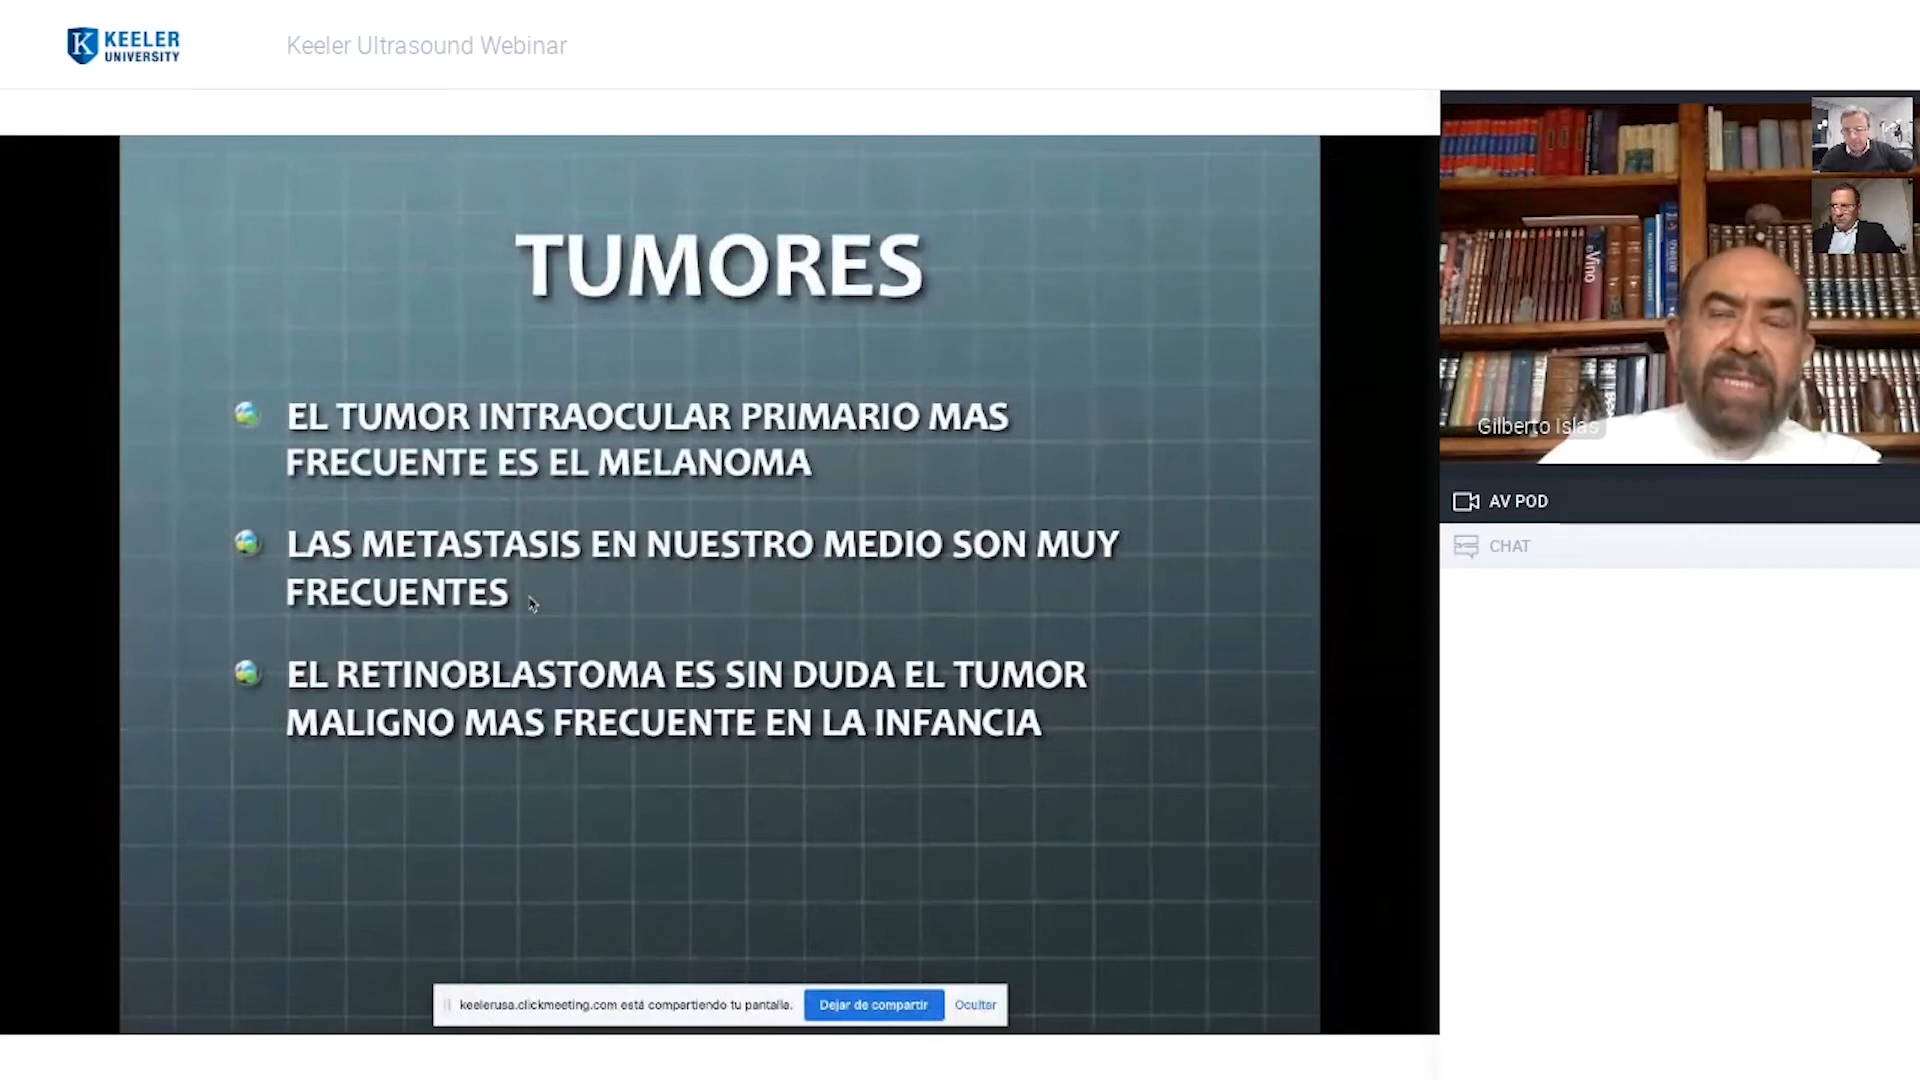 KEELER
UNIVERSITY
Keeler Ultrasound Webinar
TUMORES
EL TUMOR INTRAOCULAR PRIMARIO MAS
FRECUENTE ES EL MELANOMA
LAS METASTASIS EN NUESTRO MEDIO SON MUY
FRECUENTES
EL RETINOBLASTOMA ES SIN DUDA EL TUMOR
MALIGNO MAS FRECUENTE EN LA INFANCIA
keelerusa.clickmeeting.com está compartiendo tu pantalla.
Dejar de compartir
Ocultar
Vino
Gilberto Islas
AV POD
CHAT